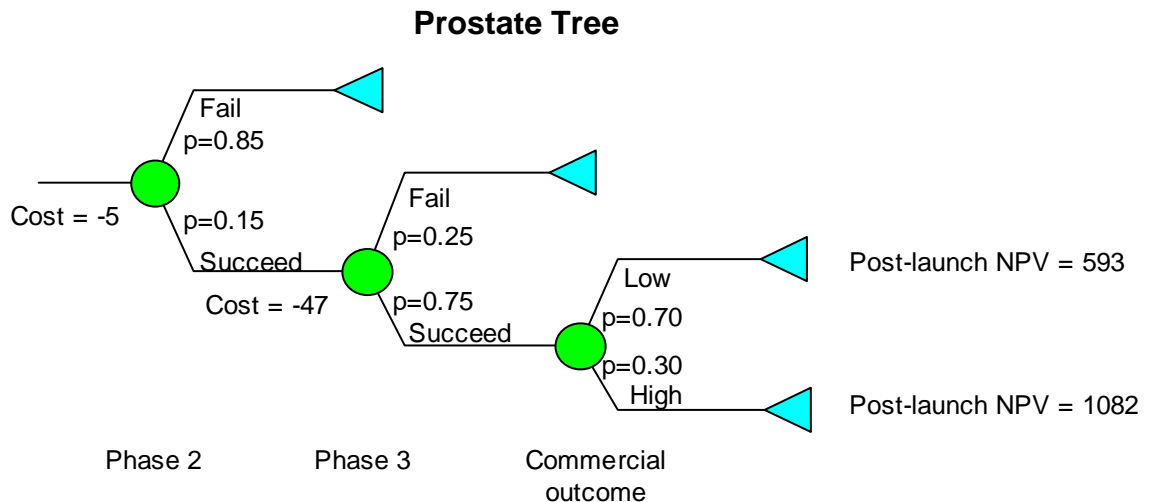 Prostate Tree
Fail
p=0.85
Cost = -5
p=0.15
Succeed
Cost = -47
Fail
p=0.25
p=0.75
Succeed
Low
p=0.70
p=0.30
High
Post-launch NPV = 593
Post-launch NPV = 1082
Phase 2
Phase 3
Commercial
outcome